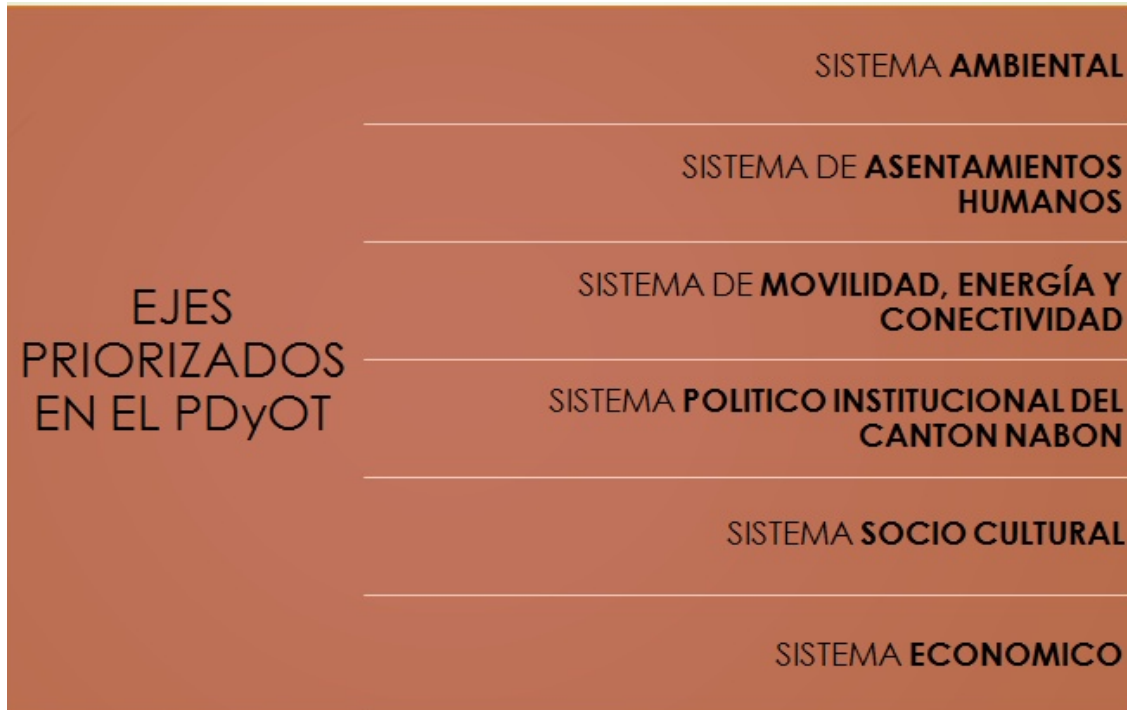 EJES
PRIORIZADOS
EN EL PDyOT
SISTEMA AMBIENTAL
SISTEMA DE ASENTAMIENTOS
HUMANOS
SISTEMA DE MOVILIDAD, ENERGÍA Y
CONECTIVIDAD
SISTEMA POLITICO INSTITUCIONAL DEL
CANTON NABON
SISTEMA SOCIO CULTURAL
SISTEMA ECONOMICO